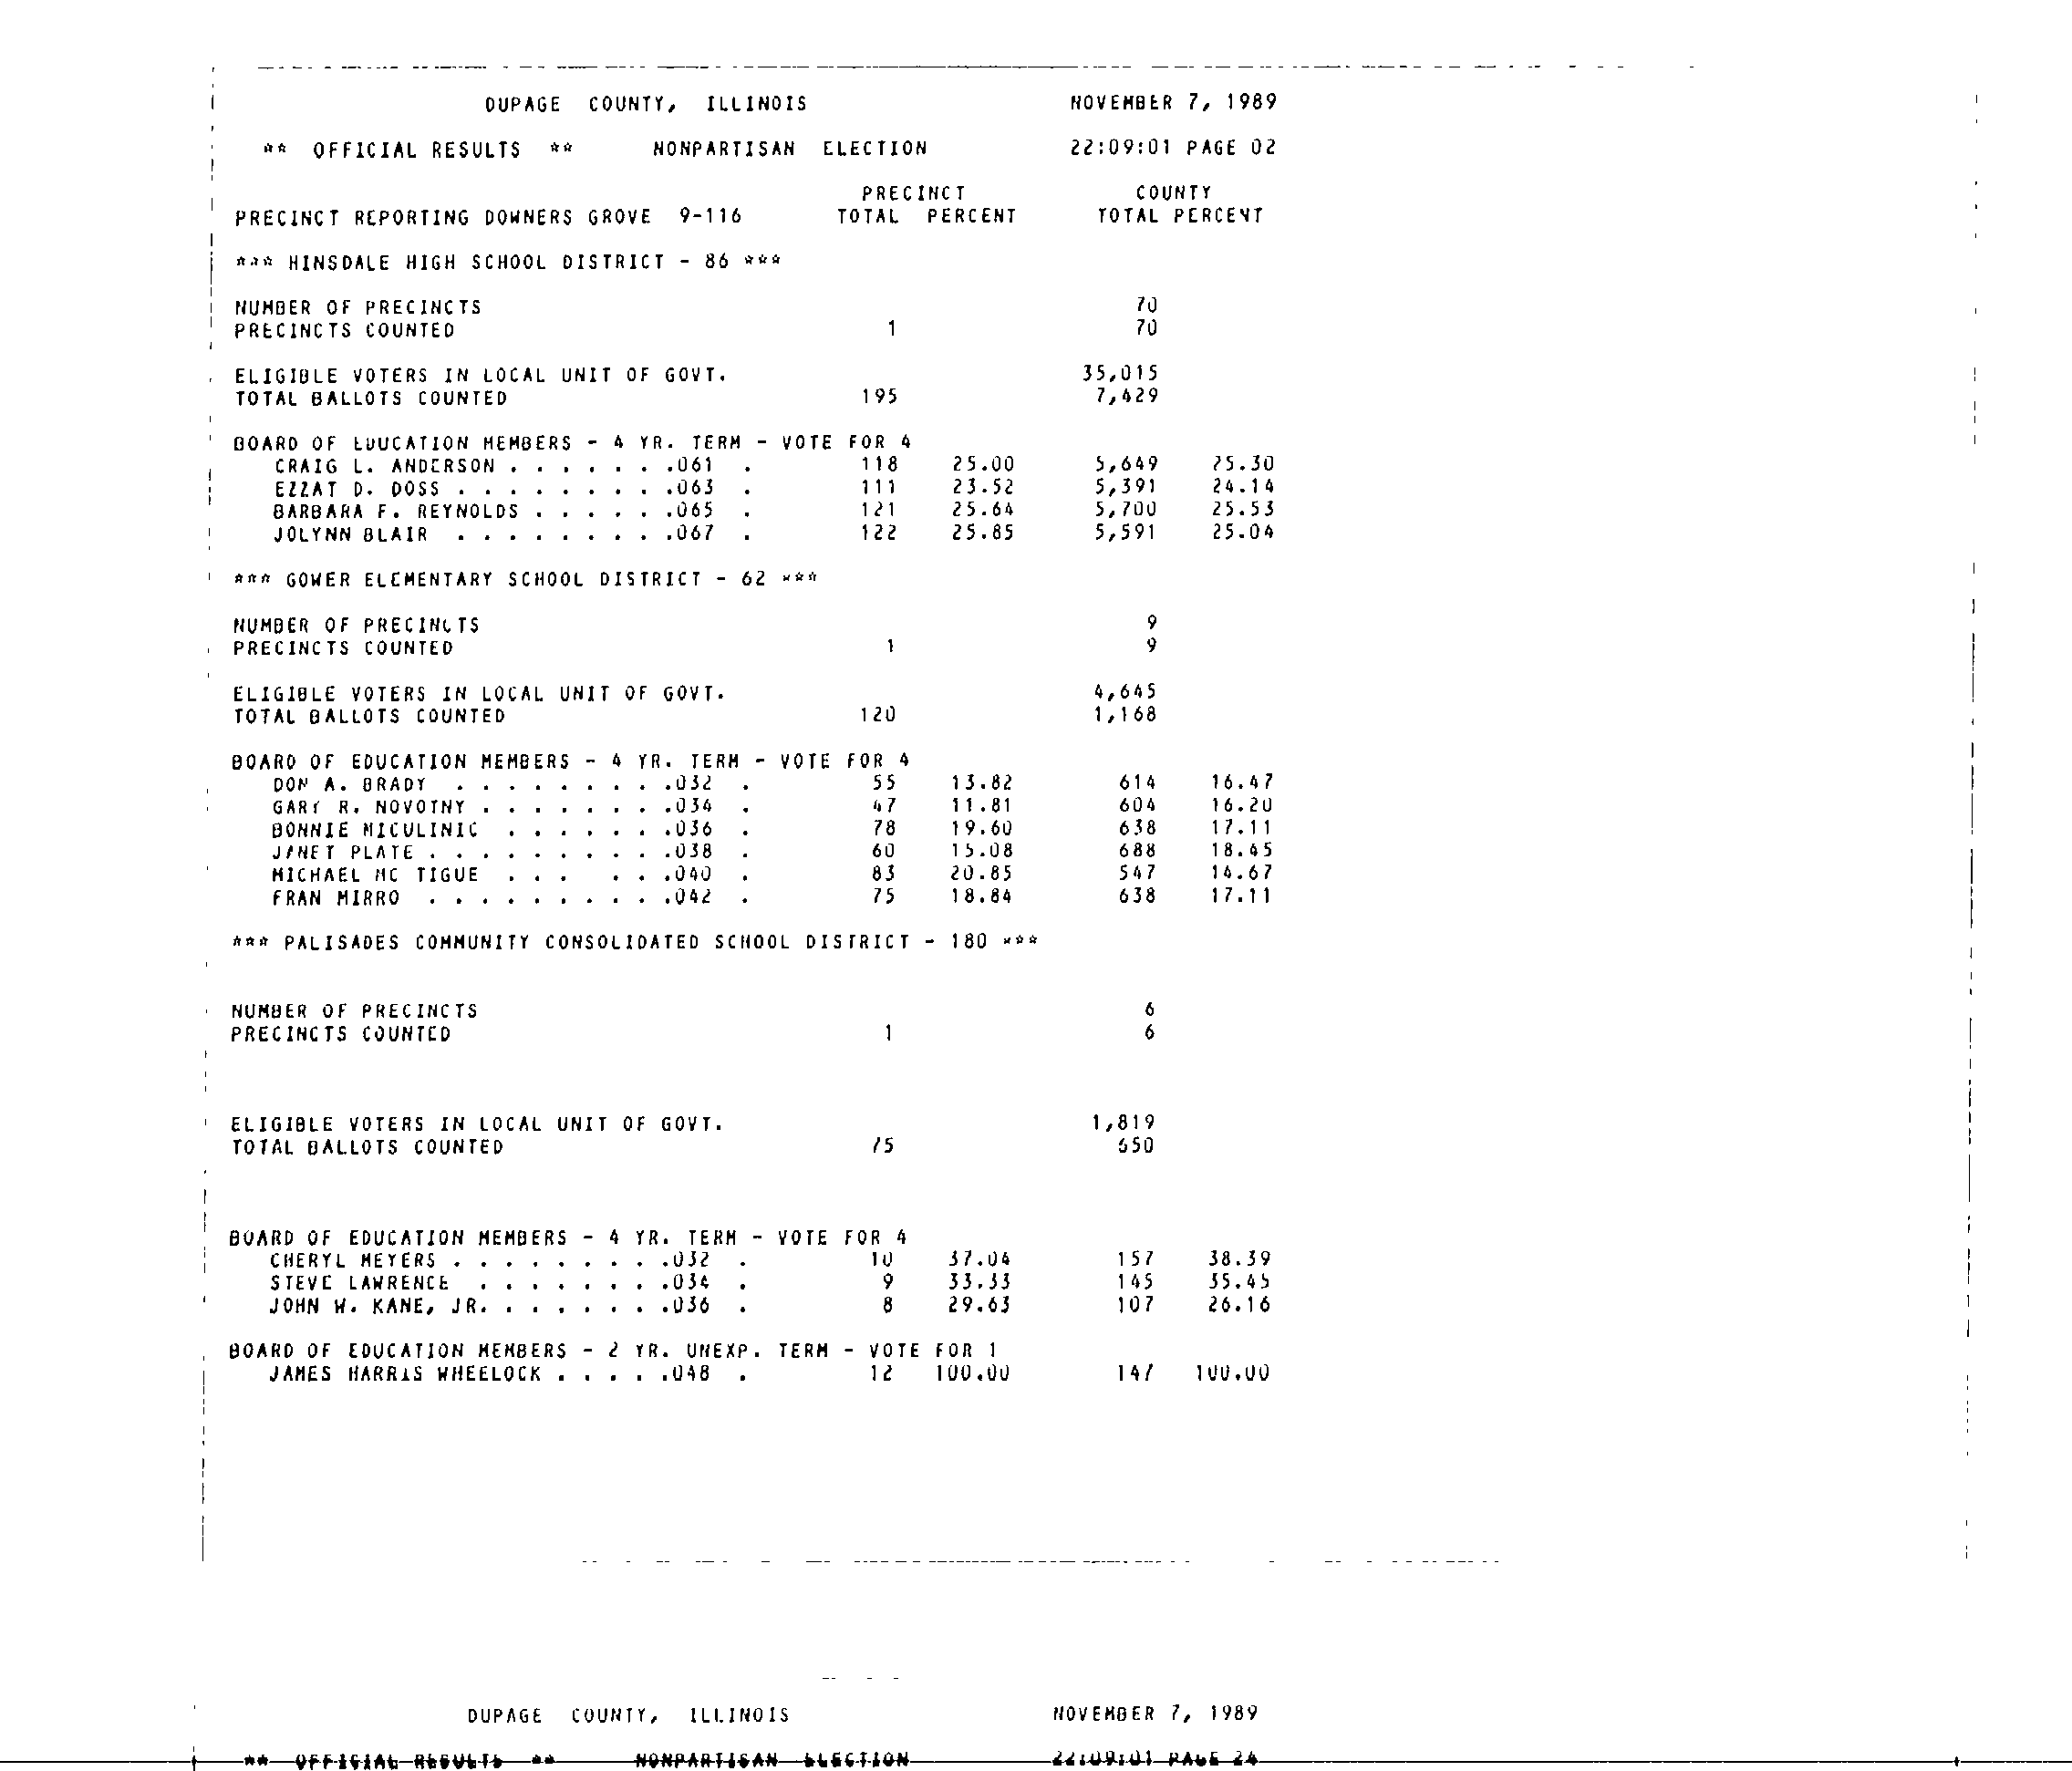 DUPAGE COUNTY, ILLINOIS NOVEMBER 7, 1989
** OFFICIAL RESULTS ** NONPARTISAN ELECTION 22:09:01 PAGE 02
PRECINCT COUNTY
PRECINCT REPORTING DOWNERS GROVE 9-116 TOTAL PERCENT TOTAL PERCENT
*** HINSDALE HIGH SCHOOL DISTRICT - 86 ***
NUMBER OF PRECINCTS 70
PRECINCTS COUNTED 1 70
ELIGIBLE VOTERS IN LOCAL UNIT OF GOVT. 35,015
TOTAL BALLOTS COUNTED 195 7,429
BOARD OF EDUCATION MEMBERS - 4 YR. TERM - VOTE FOR 4
CRAIG L. ANDERSON . . . . . . .061 . 118 25.00 5,649 25.30
EZZAT D. DOSS . . . . . . . . .063 . 111 23.52 5,391 24.14
BARBARA F. REYNOLDS . . . . . .065 . 121 25.64 5,700 25.53
JOLYNN BLAIR . . . . . . . . .067 . 122 25.85 5,591 25.04
*** GOWER ELEMENTARY SCHOOL DISTRICT - 62 ***
NUMBER OF PRECINCTS 9
PRECINCTS COUNTED 1 9
ELIGIBLE VOTERS IN LOCAL UNIT OF GOVT. 4,645
TOTAL BALLOTS COUNTED 120 1,168
BOARD OF EDUCATION MEMBERS - 4 YR. TERM - VOTE FOR 4
DON A. BRADY . . . . . . . . .032 . 55 13.82 614 16.47
GARY R. NOVOTNY . . . . . . . .034 . 47 11.81 604 16.20
BONNIE MICULINIC . . . . . . .036 . 78 19.60 638 17.11
JANET PLATE . . . . . . . . . .038 . 60 15.08 688 18.45
MICHAEL MC TIGUE . . . . . .040 . 83 20.85 547 14.67
FRAN MIRRO . . . . . . . . . .042 . 75 18.84 638 17.11
*** PALISADES COMMUNITY CONSOLIDATED SCHOOL DISTRICT - 180 ***
NUMBER OF PRECINCTS 6
PRECINCTS COUNTED 1 6
ELIGIBLE VOTERS IN LOCAL UNIT OF GOVT. 1,819
TOTAL BALLOTS COUNTED 75
BOARD OF EDUCATION MEMBERS - 4 YR. TERM - VOTE FOR 4
CHERYL MEYERS . . . . . . . . .032 . 10 37.04 157 38.39
STEVE LAWRENCE . . . . . . . .034 . 9 33.33 145 35.45
JOHN W. KANE, JR. . . . . . . .036 . 8 29.63 107 26.16
BOARD OF EDUCATION MEMBERS - 2 YR. UNEXP. TERM - VOTE FOR 1
JAMES HARRIS WHEELOCK . . . . .048 . 12 100.00 147 100.00
DUPAGE COUNTY, ILLINOIS NOVEMBER 7, 1989
** OFFICIAL RESULTS ** NONPARTISAN ELECTION 22:09:01 PAGE 24